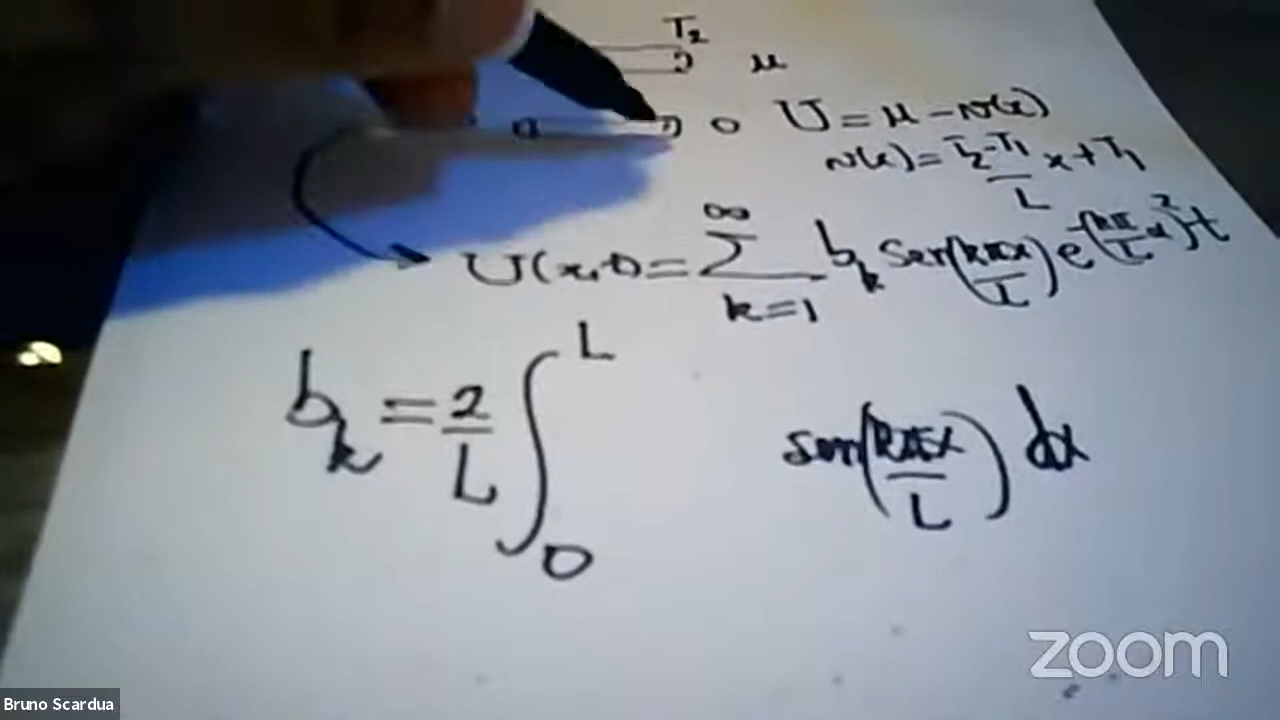 T₂
μ
0 U = μ - v(x)
v(x) = T₂-T₁/L x + T₁
U(x,t) = ∑ k=1 ∞ bₖ Sen(kπx/L) e^-(kπ/L α)²t
bₖ = 2/L ∫₀ᴸ sen(kπx/L) dx
zoom
Bruno Scardua